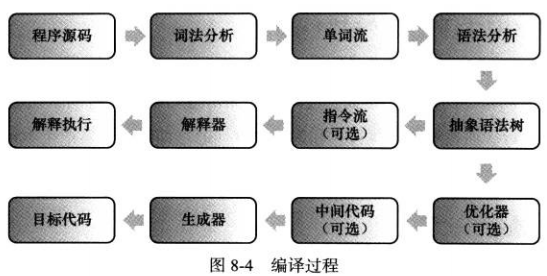 程序源码
词法分析
单词流
语法分析
解释执行
解释器
指令流
（可选）
抽象语法树
目标代码
生成器
中间代码
（可选）
优化器
（可选）
图 8-4 编译过程